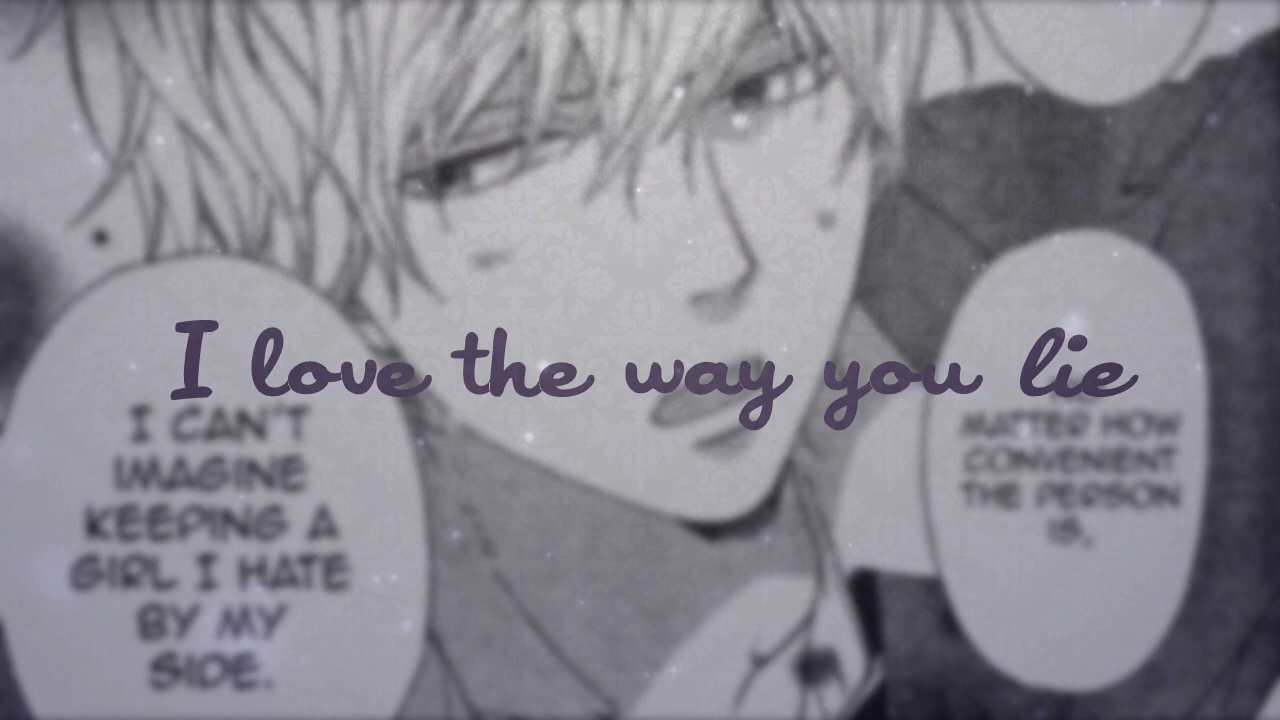 I love the way you lie
I CAN'T
IMAGINE
KEEPING A
GIRL I HATE
BY MY
SIDE.
MATTER HOW
CONVENIENT
THE PERSON
IS.